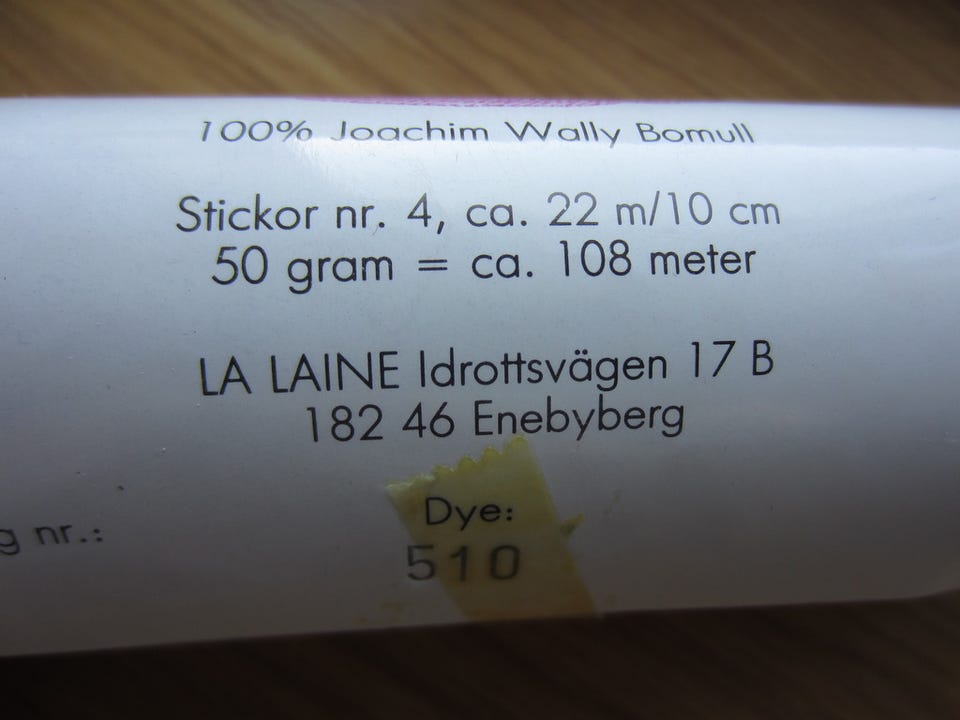 100% Joachim Wally Bomull
Stickor nr. 4, ca. 22 m/10 cm
50 gram = ca. 108 meter
LA LAINE Idrottsvägen 17 B
182 46 Enebyberg
Dye:
g nr.:
510